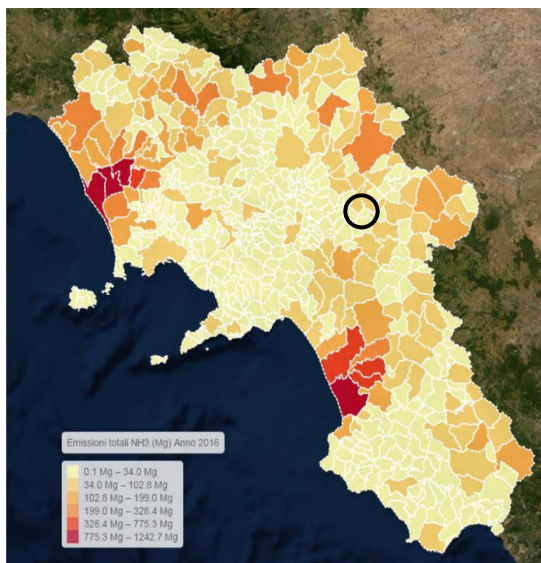 Emissioni totali NH3 (Mg) Anno 2016
0.1 Mg – 34.0 Mg
34.0 Mg – 102.8 Mg
102.8 Mg – 199.0 Mg
199.0 Mg – 328.4 Mg
328.4 Mg – 775.3 Mg
775.3 Mg – 1242.7 Mg